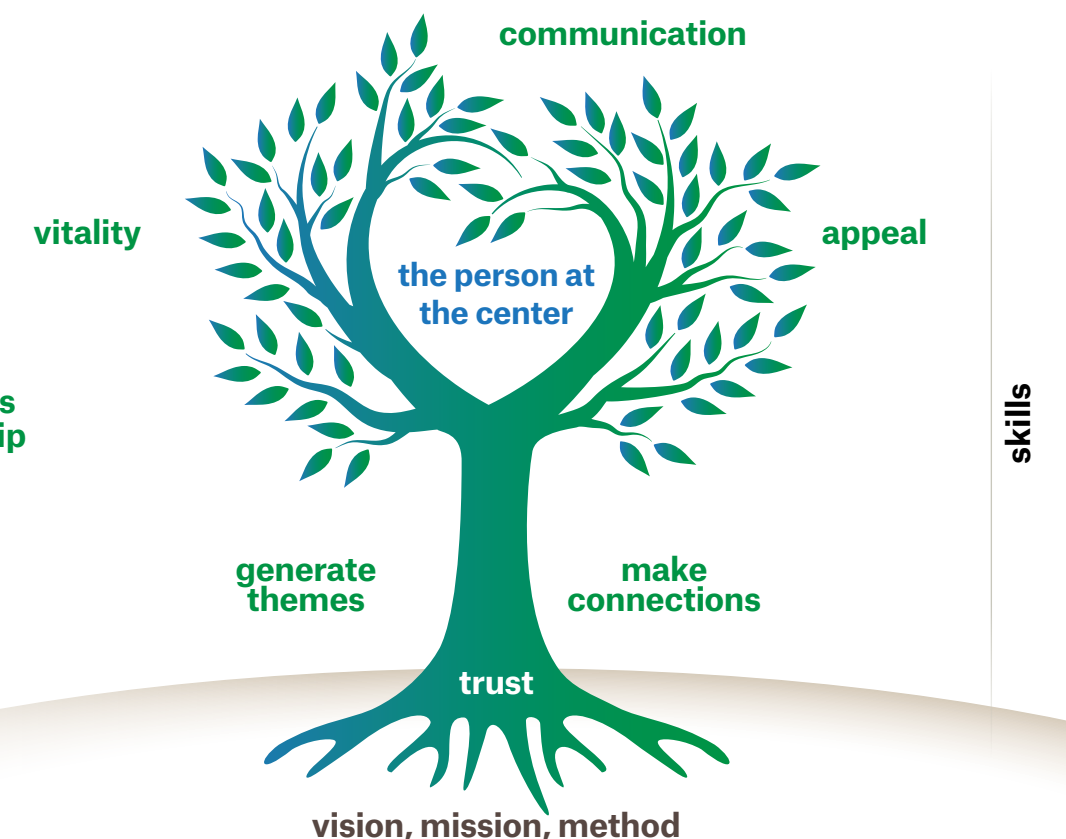 communication
vitality
appeal
the person at
the center
skills
generate
themes
make
connections
trust
vision, mission, method